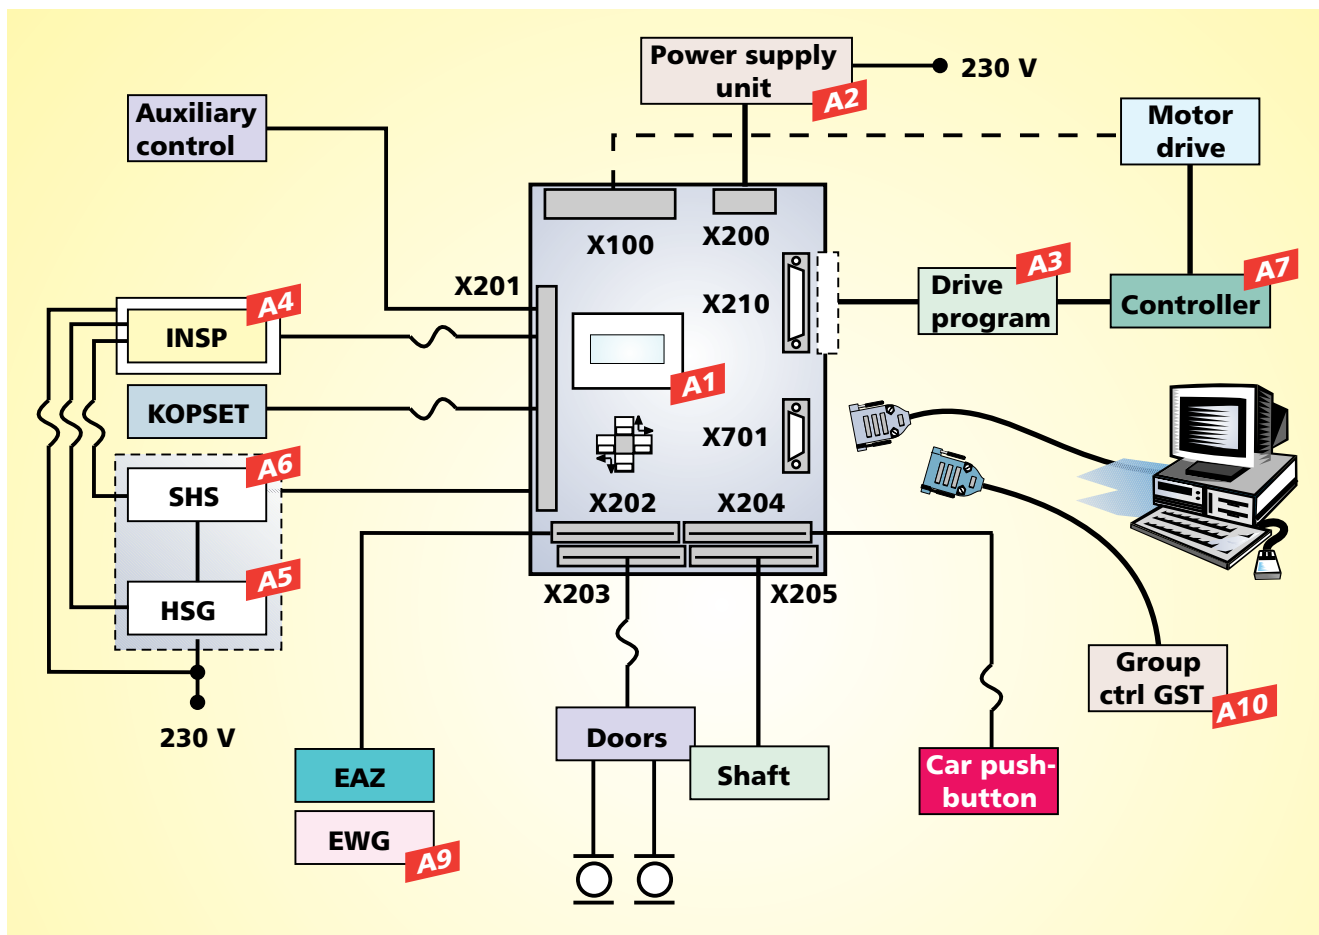 Power supply
unit
A2
230 V
Auxiliary
control
Motor
drive
X100
X200
X201
X210
A3
Drive
program
A7
Controller
A4
INSP
A1
KOPSET
X701
A6
SHS
X202
X204
A5
HSG
X203
X205
230 V
Group
ctrl GST
A10
Doors
Shaft
EAZ
Car push-
button
EWG
A9